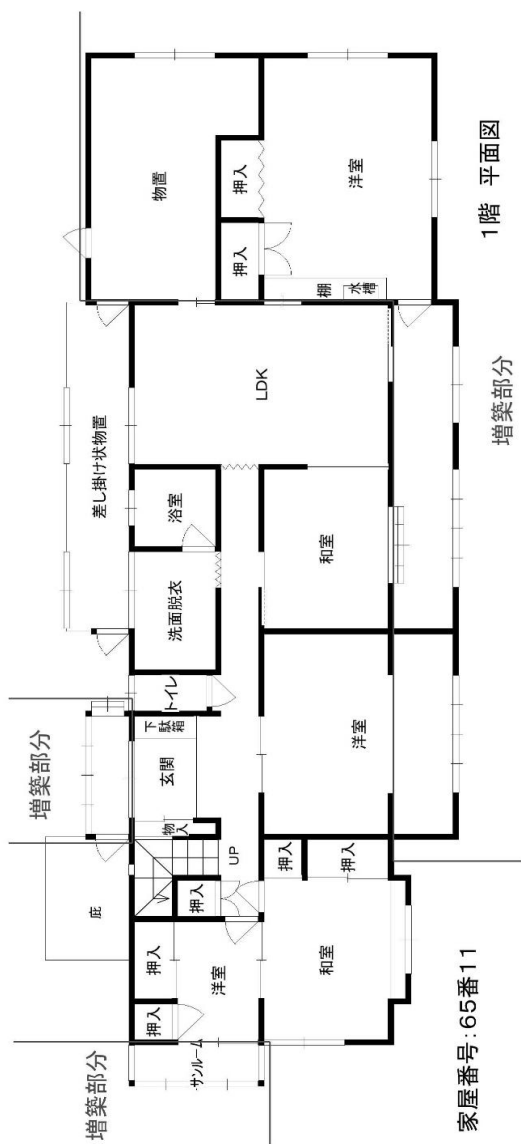 物置
押入
押入
洋室
棚
水槽
1階 平面図
差し掛け状物置
LDK
浴室
洗面脱衣
和室
増築部分
トイレ
下駄箱
玄関
物入
洋室
増築部分
UP
庇
押入
押入
押入
押入
押入
洋室
和室
サンルーム
増築部分
家屋番号:65番11